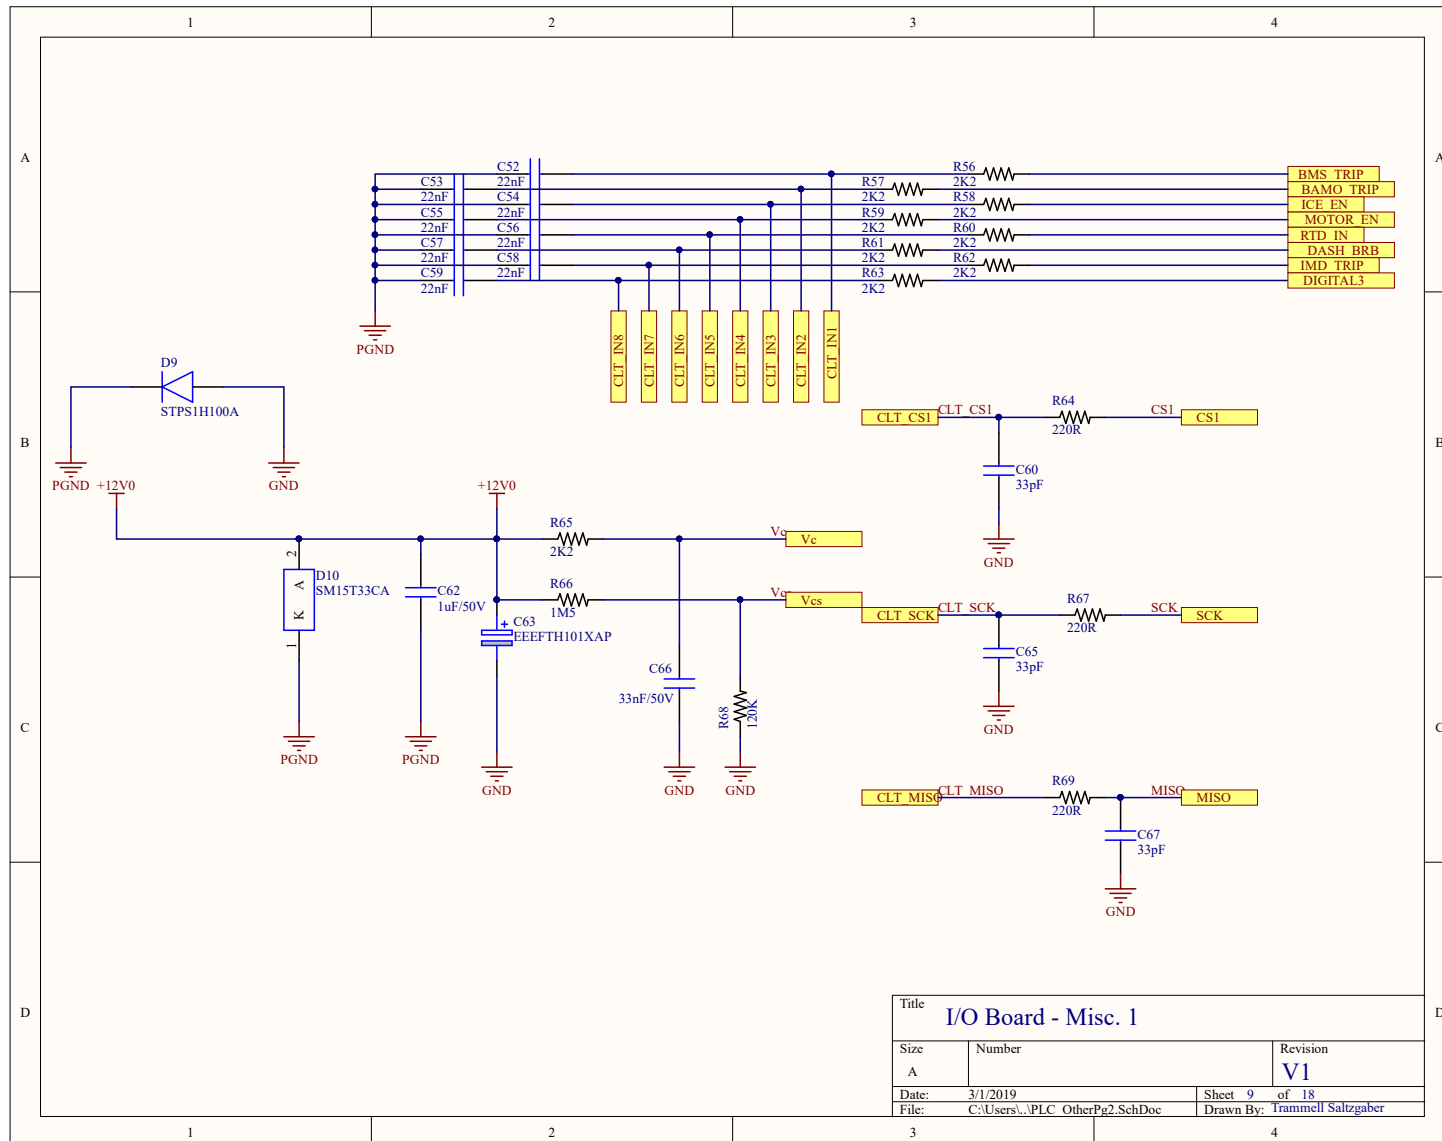 1 2 3 4
A A
C52 R56 BMS_TRIP
C53 22nF R57 2K2 BAMO_TRIP
22nF C54 2K2 R58 ICE_EN
C55 22nF R59 2K2 MOTOR_EN
22nF C56 2K2 R60 RTD_IN
C57 22nF R61 2K2 DASH_BRB
22nF C58 2K2 R62 IMD_TRIP
C59 22nF R63 2K2 DIGITAL3
22nF 2K2
PGND
CLT_IN8 CLT_IN7 CLT_IN6 CLT_IN5 CLT_IN4 CLT_IN3 CLT_IN2 CLT_IN1
D9
STPS1H100A
PGND GND
R64
CLT_CS1 CLT_CS1 CS1 CS1
220R
B B
C60
33pF
GND
+12V0 +12V0
R65
2K2
Vc Vc
2
D10
SM15T33CA
A
K
1
PGND
C62
1uF/50V
PGND
R66
1M5
Vcs
C63
+
EEEFTH101XAP
GND
C66
33nF/50V
GND
R68
120K
GND
R67
CLT_SCK CLT_SCK SCK SCK
220R
C65
33pF
GND
C C
R69
CLT_MISO CLT_MISO MISO MISO
220R
C67
33pF
GND
D D
Title
I/O Board - Misc. 1
Size Number Revision
A V1
Date: 3/1/2019 Sheet 9 of 18
File: C:\Users\..\PLC_OtherPg2.SchDoc Drawn By: Trammell Saltzgaber
1 2 3 4